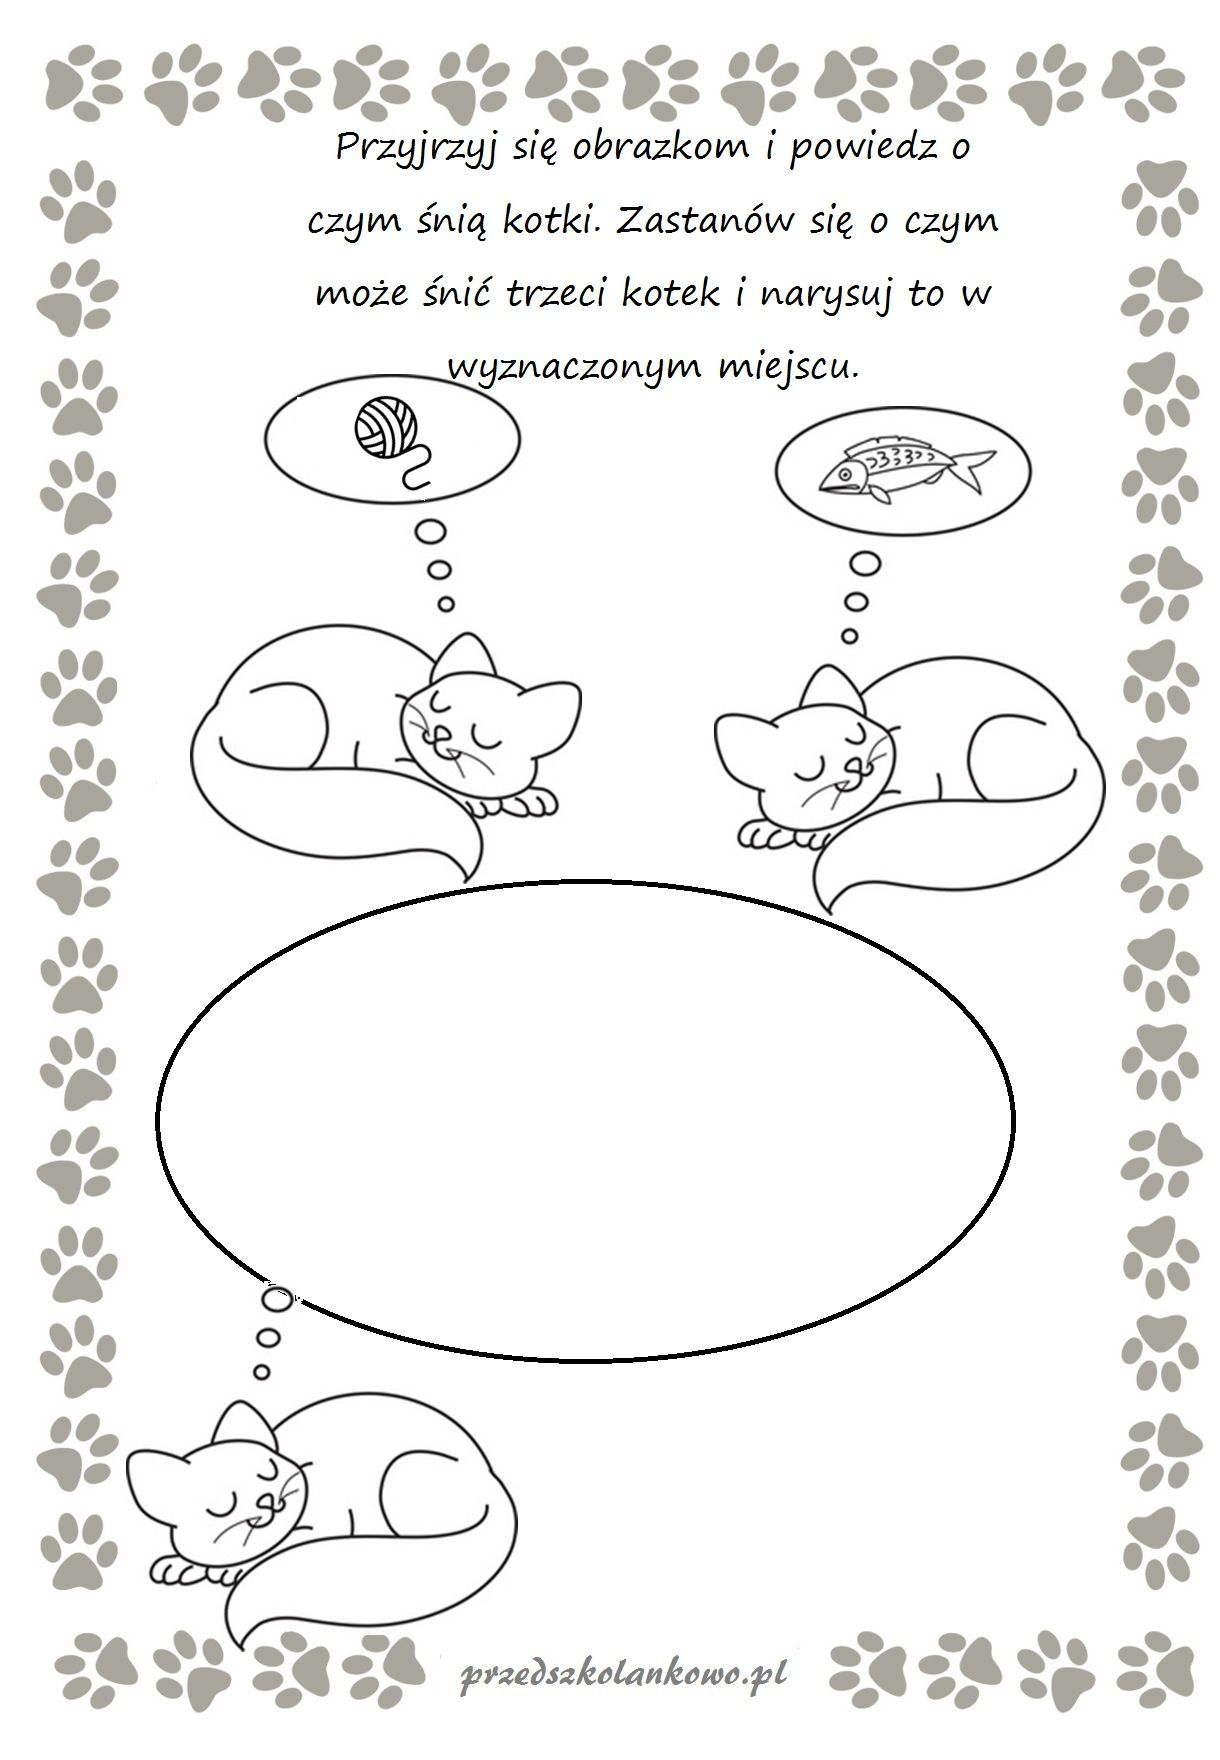 Przyjrzyj się obrazkom i powiedz o
czym śnią kotki. Zastanów się o czym
może śnić trzeci kotek i narysuj to w
wyznaczonym miejscu.
przedszkolankowo.pl